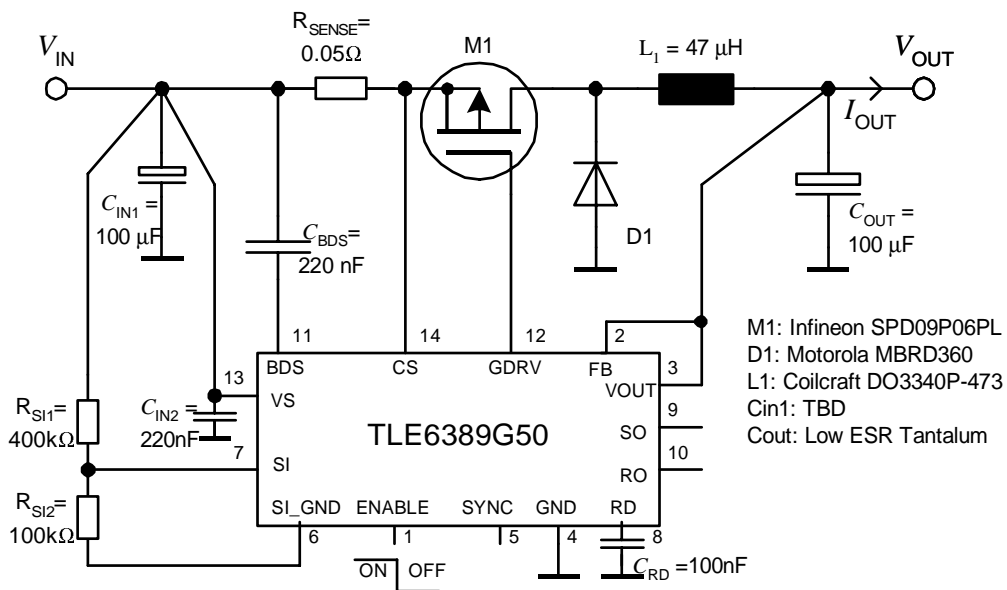 R_SENSE=
0.05Ω
M1
L₁ = 47 µH
V_IN
V_OUT
I_OUT
C_IN1 =
100 µF
C_BDS=
220 nF
D1
C_OUT =
100 µF
11
14
12
2
BDS
CS
GDRV
FB
13
VS
VOUT
3
M1: Infineon SPD09P06PL
D1: Motorola MBRD360
L1: Coilcraft DO3340P-473
Cin1: TBD
Cout: Low ESR Tantalum
R_SI1=
400kΩ
C_IN2 =
220nF
TLE6389G50
SO
9
7
SI
RO
10
R_SI2=
100kΩ
SI_GND
ENABLE
SYNC
GND
RD
6
1
5
4
8
ON
OFF
C_RD =100nF